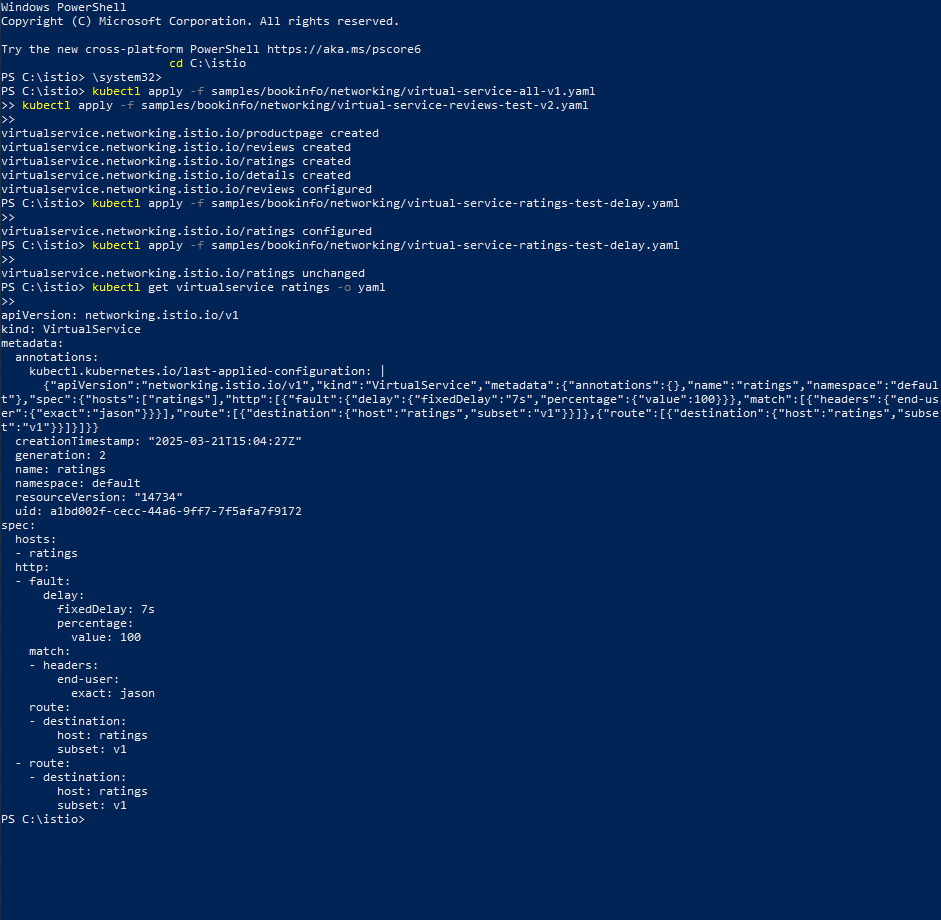 Windows PowerShell
Copyright (C) Microsoft Corporation. All rights reserved.
Try the new cross-platform PowerShell https://aka.ms/pscore6
cd C:\istio
PS C:\istio> \system32>
PS C:\istio> kubectl apply -f samples/bookinfo/networking/virtual-service-all-v1.yaml
>> kubectl apply -f samples/bookinfo/networking/virtual-service-reviews-test-v2.yaml
>>
virtualservice.networking.istio.io/productpage created
virtualservice.networking.istio.io/reviews created
virtualservice.networking.istio.io/ratings created
virtualservice.networking.istio.io/details created
virtualservice.networking.istio.io/reviews configured
PS C:\istio> kubectl apply -f samples/bookinfo/networking/virtual-service-ratings-test-delay.yaml
>>
virtualservice.networking.istio.io/ratings configured
PS C:\istio> kubectl apply -f samples/bookinfo/networking/virtual-service-ratings-test-delay.yaml
>>
virtualservice.networking.istio.io/ratings unchanged
PS C:\istio> kubectl get virtualservice ratings -o yaml
>>
apiVersion: networking.istio.io/v1
kind: VirtualService
metadata:
  annotations:
    kubectl.kubernetes.io/last-applied-configuration: |
      {"apiVersion":"networking.istio.io/v1","kind":"VirtualService","metadata":{"annotations":{},"name":"ratings","namespace":"defaul
t"},"spec":{"hosts":["ratings"],"http":[{"fault":{"delay":{"fixedDelay":"7s","percentage":{"value":100}}},"match":[{"headers":{"end-us
er":{"exact":"jason"}}}],"route":[{"destination":{"host":"ratings","subset":"v1"}}]},{"route":[{"destination":{"host":"ratings","subse
t":"v1"}}]}]}}
  creationTimestamp: "2025-03-21T15:04:27Z"
  generation: 2
  name: ratings
  namespace: default
  resourceVersion: "14734"
  uid: a1bd002f-cecc-44a6-9ff7-7f5afa7f9172
spec:
  hosts:
  - ratings
  http:
  - fault:
      delay:
        fixedDelay: 7s
        percentage:
          value: 100
    match:
    - headers:
        end-user:
          exact: jason
    route:
    - destination:
        host: ratings
        subset: v1
  - route:
    - destination:
        host: ratings
        subset: v1
PS C:\istio>